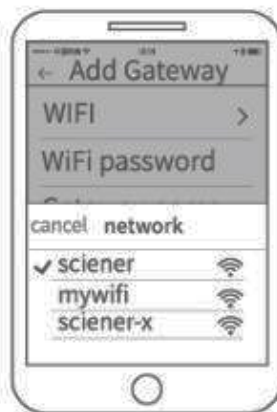 ← Add Gateway
WIFI >
WiFi password
cancel network
✓ sciener
mywifi
sciener-x